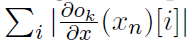 ∑_i |∂o_k/∂x (x_n)[i]|